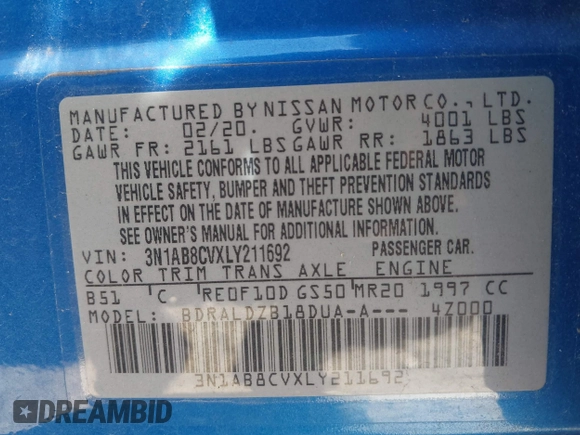 MANUFACTURED BY NISSAN MOTOR CO., LTD.
DATE: 02/20. GVWR: 4001 LBS
GAWR FR: 2161 LBS GAWR RR: 1863 LBS
THIS VEHICLE CONFORMS TO ALL APPLICABLE FEDERAL MOTOR
VEHICLE SAFETY, BUMPER AND THEFT PREVENTION STANDARDS
IN EFFECT ON THE DATE OF MANUFACTURE SHOWN ABOVE.
SEE OWNER'S MANUAL FOR ADDITIONAL INFORMATION.
VIN: 3N1AB8CVXLY211692 PASSENGER CAR.
COLOR TRIM TRANS AXLE ENGINE
B51 C RE0F10D GS50 MR20 1997 CC
MODEL: BDRALDZB18DUA-A--- 4Z000
3N1AB8CVXLY211692
DREAMBID